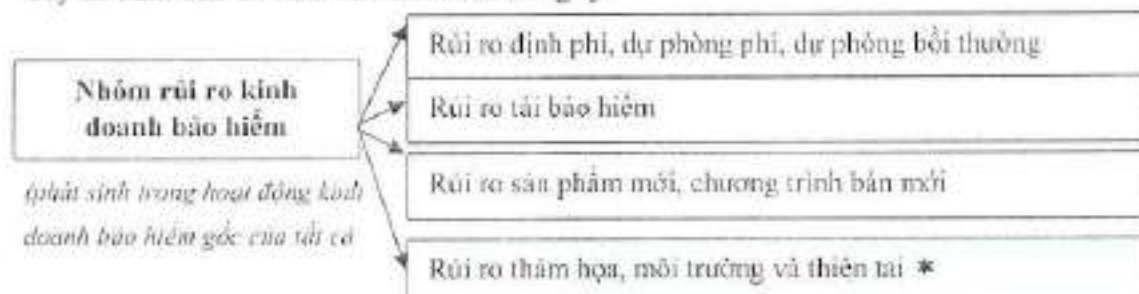 Nhóm rủi ro kinh
doanh bảo hiểm
(phát sinh trong hoạt động kinh
doanh bảo hiểm gốc của tất cả
Rủi ro định phí, dự phòng phí, dự phòng bồi thường
Rủi ro tái bảo hiểm
Rủi ro sản phẩm mới, chương trình bán mới
Rủi ro thảm họa, môi trường và thiên tai *